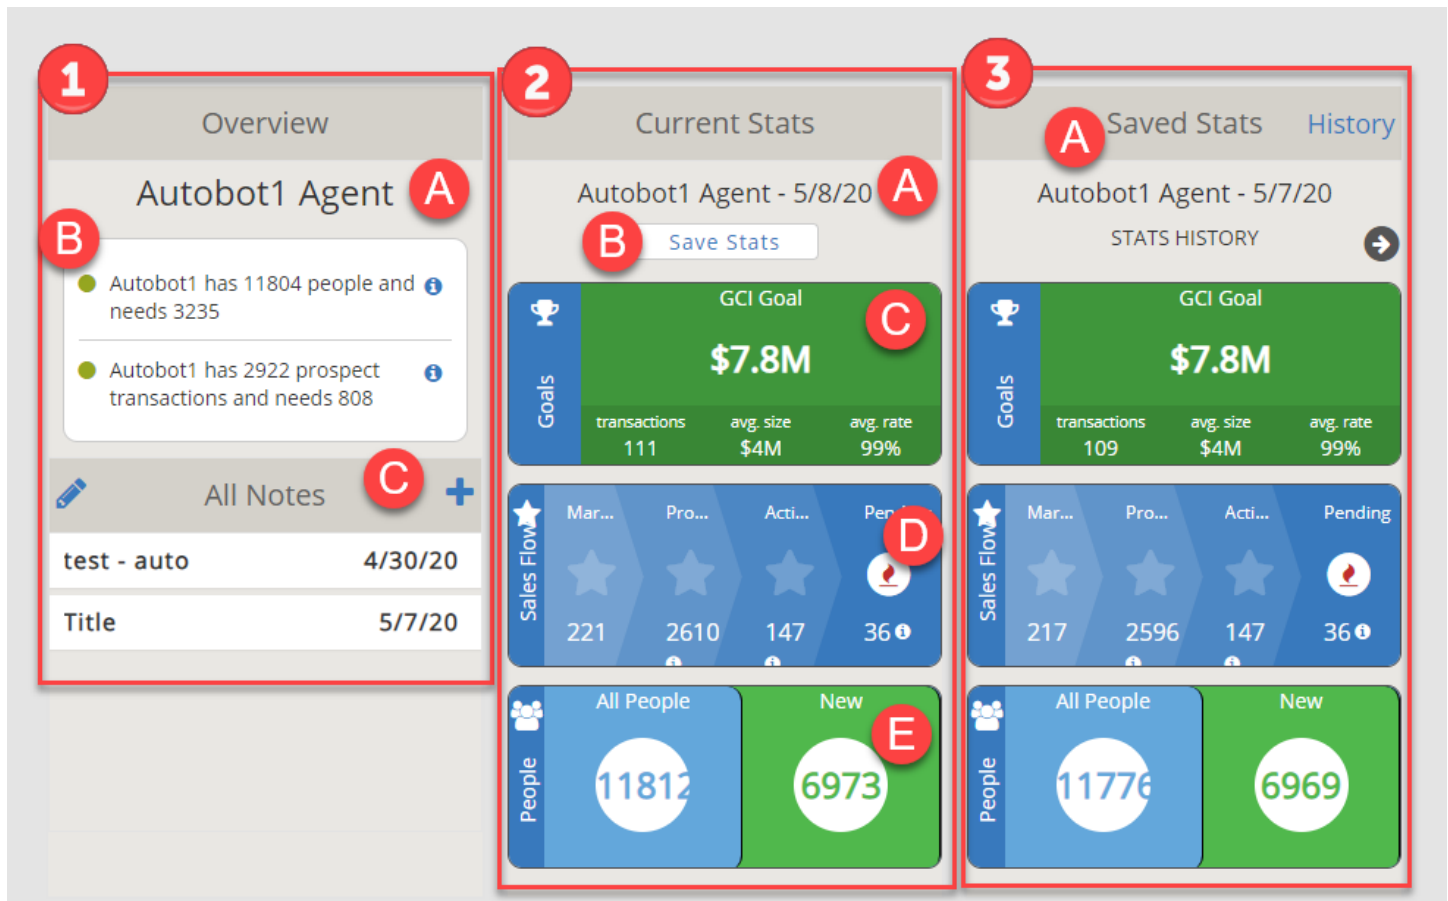 1
Overview
A
Autobot1 Agent
B
Autobot1 has 11804 people and
needs 3235
Autobot1 has 2922 prospect
transactions and needs 808
C
All Notes
test - auto 4/30/20
Title 5/7/20
2
Current Stats
A
Autobot1 Agent - 5/8/20
B
Save Stats
C
Goals
GCI Goal
$7.8M
transactions avg. size avg. rate
111 $4M 99%
D
Sales Flow
Mar... Pro... Acti... Pending
221 2610 147 36
E
People
All People New
11812 6973
3
A
Saved Stats History
Autobot1 Agent - 5/7/20
STATS HISTORY
Goals
GCI Goal
$7.8M
transactions avg. size avg. rate
109 $4M 99%
Sales Flow
Mar... Pro... Acti... Pending
217 2596 147 36
People
All People New
11776 6969